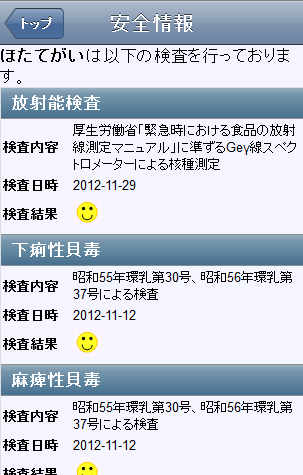 トップ
安全情報
ほたてがいは以下の検査を行っておりま
す。
放射能検査
検査内容
厚生労働省「緊急時における食品の放射
線測定マニュアル」に準ずるGeγ線スペク
トロメーターによる核種測定
検査日時 2012-11-29
検査結果
下痢性貝毒
検査内容
昭和55年環乳第30号、昭和56年環乳第
37号による検査
検査日時 2012-11-12
検査結果
麻痺性貝毒
検査内容
昭和55年環乳第30号、昭和56年環乳第
37号による検査
検査日時 2012-11-12
検査結果